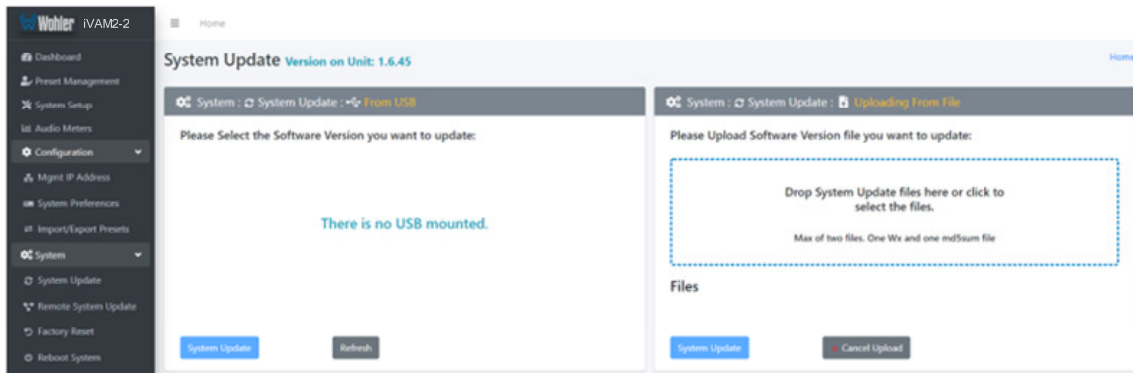 Wohler iVAM2-2
Home
Dashboard
Preset Management
System Setup
Audio Meters
Configuration
Mgmt IP Address
System Preferences
Import/Export Presets
System
System Update
Remote System Update
Factory Reset
Reboot System
System Update Version on Unit: 1.6.45
Home
System : System Update : From USB
Please Select the Software Version you want to update:
There is no USB mounted.
System Update
Refresh
System : System Update : Uploading From File
Please Upload Software Version file you want to update:
Drop System Update files here or click to
select the files.
Max of two files. One Wx and one md5sum file
Files
System Update
Cancel Upload